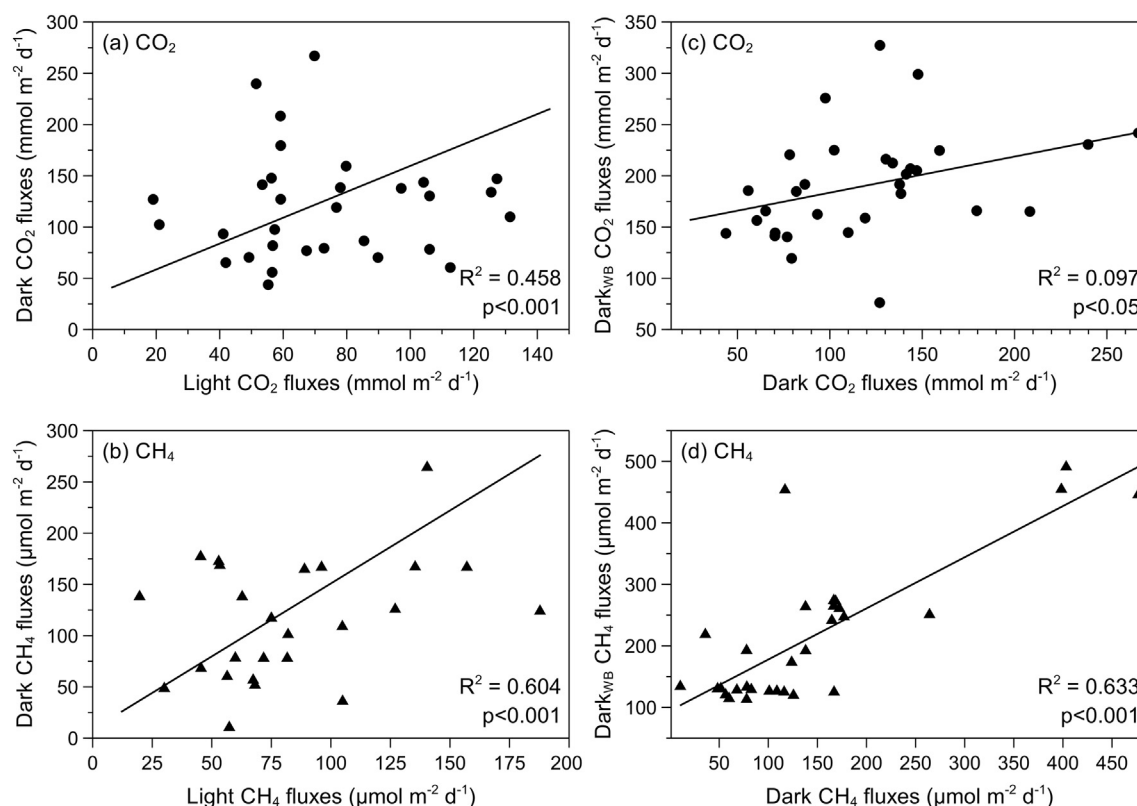 (a) CO₂
300
250
200
150
100
50
0
Dark CO₂ fluxes (mmol m⁻² d⁻¹)
R² = 0.458
p<0.001
0 20 40 60 80 100 120 140
Light CO₂ fluxes (mmol m⁻² d⁻¹)
(c) CO₂
350
300
250
200
150
100
50
Dark_WB CO₂ fluxes (mmol m⁻² d⁻¹)
R² = 0.097
p<0.05
50 100 150 200 250
Dark CO₂ fluxes (mmol m⁻² d⁻¹)
(b) CH₄
300
250
200
150
100
50
0
Dark CH₄ fluxes (µmol m⁻² d⁻¹)
R² = 0.604
p<0.001
0 25 50 75 100 125 150 175 200
Light CH₄ fluxes (µmol m⁻² d⁻¹)
(d) CH₄
500
400
300
200
100
Dark_WB CH₄ fluxes (µmol m⁻² d⁻¹)
R² = 0.633
p<0.001
50 100 150 200 250 300 350 400 450
Dark CH₄ fluxes (µmol m⁻² d⁻¹)